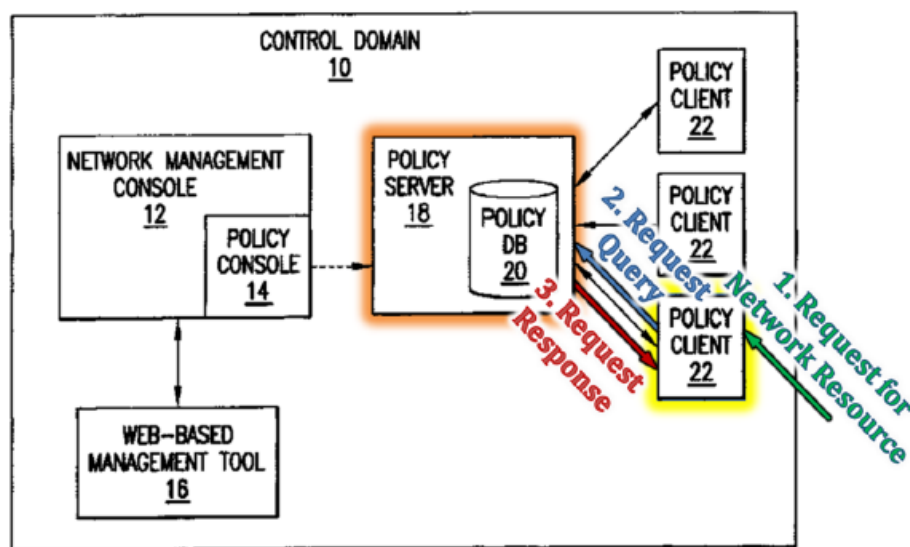 CONTROL DOMAIN
10
NETWORK MANAGEMENT
CONSOLE
12
POLICY
CONSOLE
14
WEB-BASED
MANAGEMENT TOOL
16
POLICY
SERVER
18
POLICY
DB
20
POLICY
CLIENT
22
POLICY
CLIENT
22
POLICY
CLIENT
22
1. Request for
Network Resource
2. Request
Query
3. Request
Response